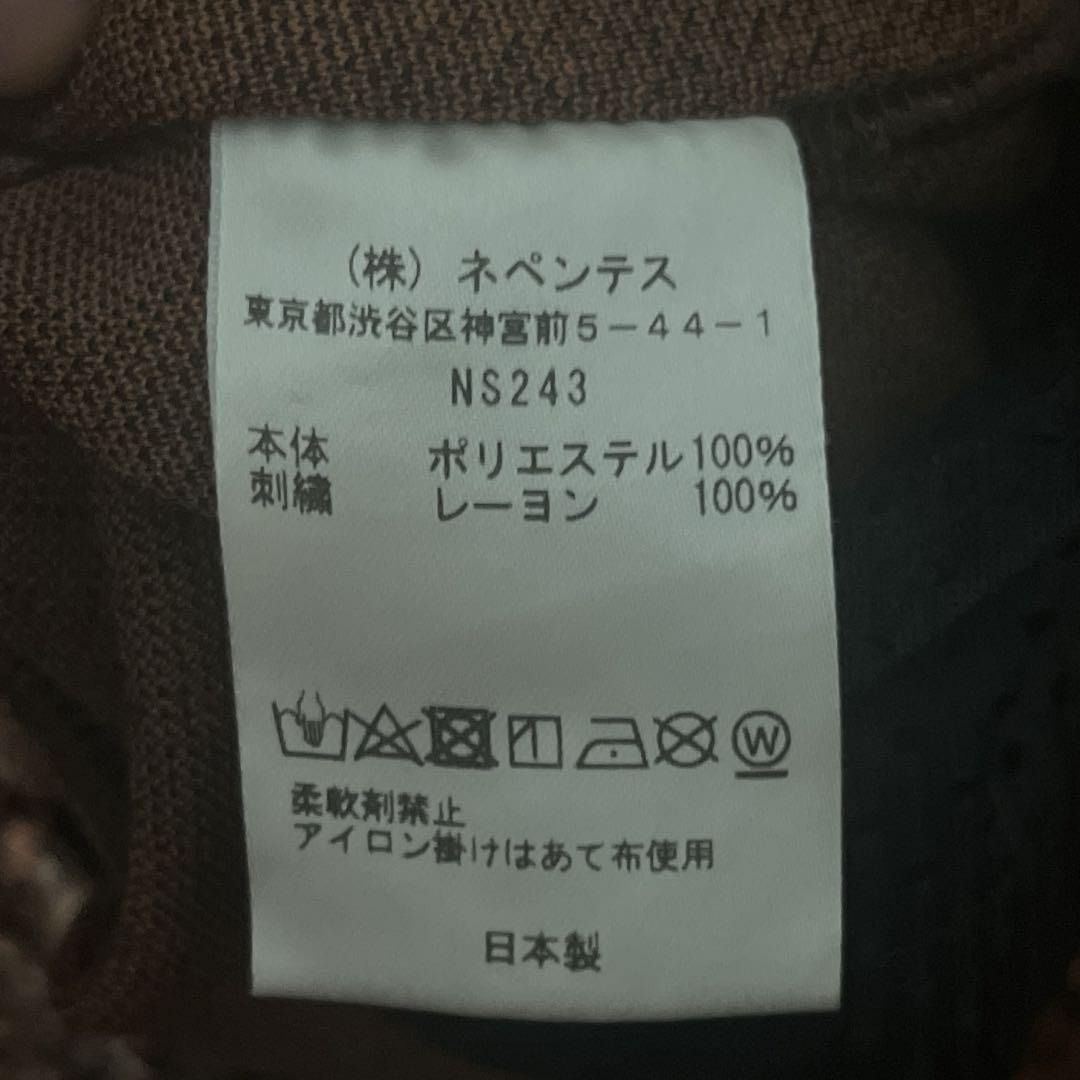 (株)ネペンテス
東京都渋谷区神宮前5-44-1
NS243
本体 ポリエステル100%
刺繍 レーヨン 100%
W
柔軟剤禁止
アイロン掛けはあて布使用
日本製